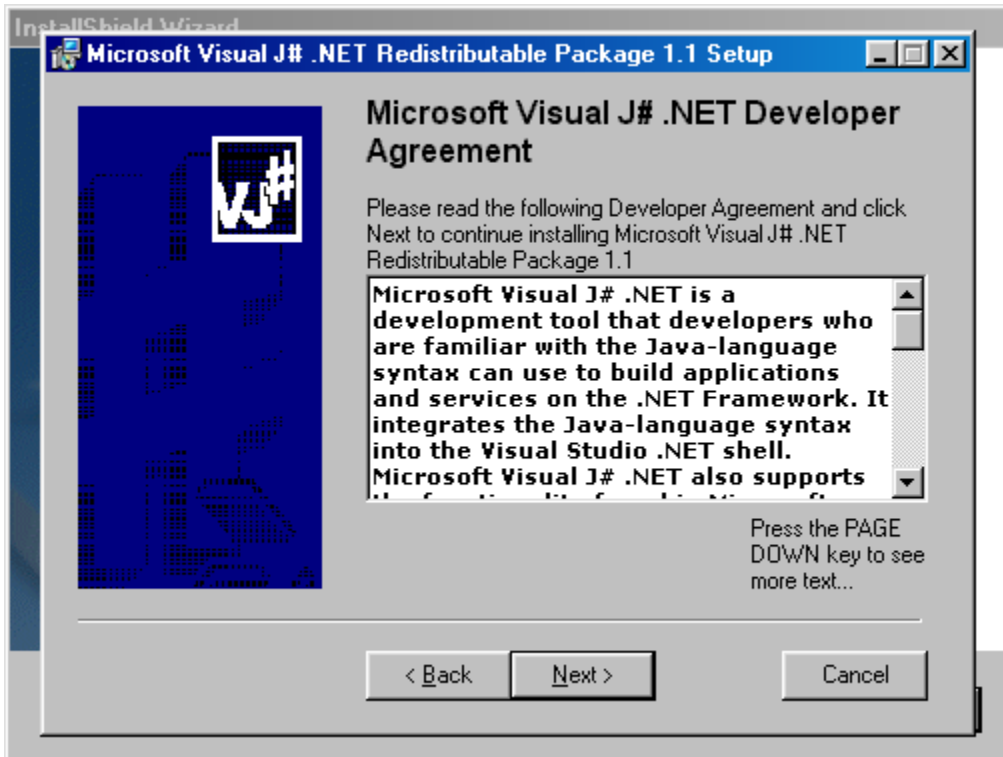 InstallShield Wizard
Microsoft Visual J# .NET Redistributable Package 1.1 Setup
VJ#
Microsoft Visual J# .NET Developer
Agreement
Please read the following Developer Agreement and click
Next to continue installing Microsoft Visual J# .NET
Redistributable Package 1.1
Microsoft Visual J# .NET is a
development tool that developers who
are familiar with the Java-language
syntax can use to build applications
and services on the .NET Framework. It
integrates the Java-language syntax
into the Visual Studio .NET shell.
Microsoft Visual J# .NET also supports
Press the PAGE
DOWN key to see
more text...
< Back
Next >
Cancel